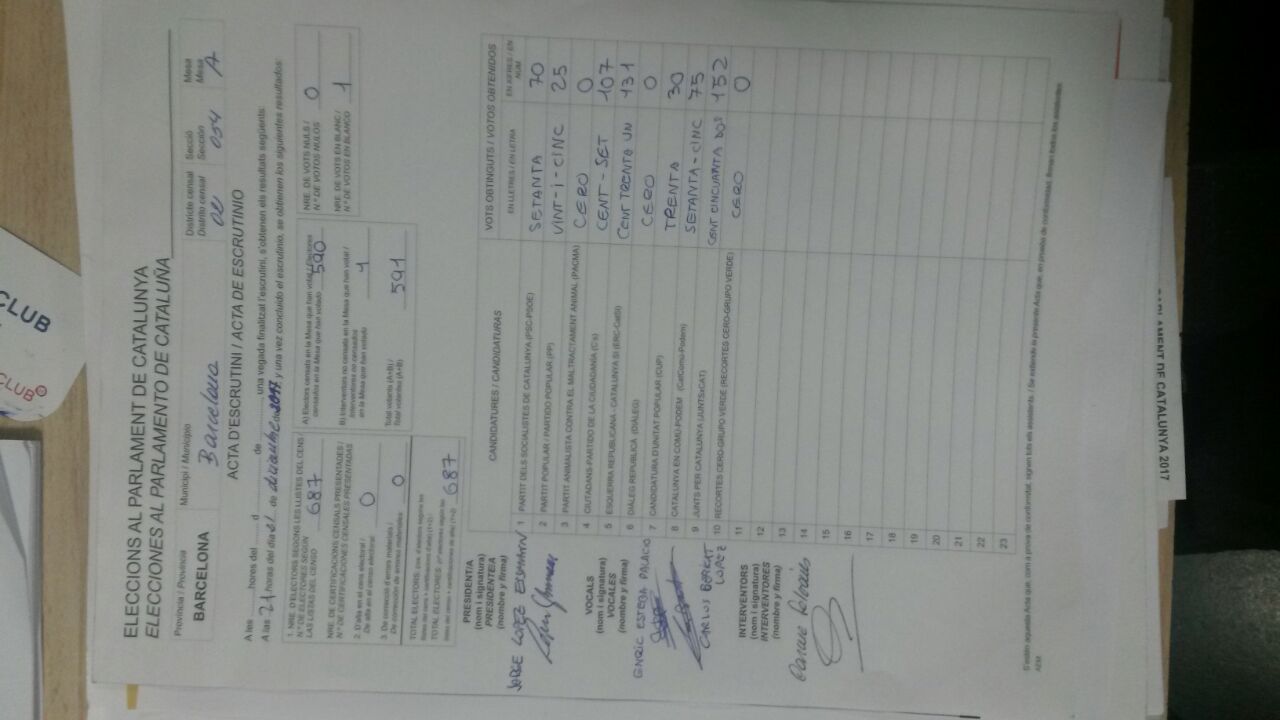 ELECCIONS AL PARLAMENT DE CATALUNYA
ELECCIONES AL PARLAMENTO DE CATALUÑA
Província / Provincia
BARCELONA
Municipi / Municipio
Barcelona
Districte censal
Distrito censal
Secció
Sección
054
Mesa
Mesa
A
ACTA D'ESCRUTINI / ACTA DE ESCRUTINIO
A les horas del d de una vegada finalitzat l'escrutini, s'obtenen els resultats següents:
A las 21 horas del día 21 de diciembre de 2017 y una vez concluido el escrutinio, se obtienen los siguientes resultados:
1. NRE. D'ELECTORS SEGONS LES LLISTES DEL CENS
N° DE ELECTORES SEGÚN
LAS LISTAS DEL CENSO
687
NRE. DE CERTIFICACIONS CENSALS PRESENTADES /
N° DE CERTIFICACIONES CENSALES PRESENTADAS
2. D'alta en el cens electoral /
De alta en el censo electoral:
0
3. De correcció d'errors materials /
De corrección de errores materiales:
0
687
A) Electors censats en la Mesa que han votat / Electores
censados en la Mesa que han votado
590
B) Interventors no censats en la Mesa que han votat /
Interventores no censados
en la Mesa que han votado
1
Total votants (A+B) /
Total votantes (A+B)
591
NRE. DE VOTS NULS /
N° DE VOTOS NULOS
0
NRE. DE VOTS EN BLANC /
N° DE VOTOS EN BLANCO
1
CANDIDATURES / CANDIDATURAS
VOTS OBTINGUTS / VOTOS OBTENIDOS
EN LLETRES / EN LETRA
EN XIFRES / EN NÚM
1 PARTIT DELS SOCIALISTES DE CATALUNYA (PSC-PSOE) SETANTA 70
2 PARTIT POPULAR / PARTIDO POPULAR (PP) VINT-I-CINC 25
3 PARTIT ANIMALISTA CONTRA EL MALTRACTAMENT ANIMAL (PACMA) CERO 0
4 CIUTADANS-PARTIDO DE LA CIUDADANÍA (C's) CENT-SET 107
5 ESQUERRA REPUBLICANA - CATALUNYA SÍ (ERC-CatSí) CENT TRENTA UN 131
6 DIÀLEG REPUBLICÀ (DIÀLEG) CERO 0
7 CANDIDATURA D'UNITAT POPULAR (CUP) TRENTA 30
8 CATALUNYA EN COMÚ-PODEM (CatComú-Podem) SETANTA-CINC 75
9 JUNTS PER CATALUNYA (JUNTSxCAT) CENT CINCUANTA DOS 152
10 RECORTES CERO-GRUPO VERDE (RECORTES CERO-GRUPO VERDE) CERO 0
11
12
13
14
15
16
17
18
19
20
21
22
23
PRESIDENT/A
(nom i signatura)
PRESIDENTE/A
(nombre y firma)
JORGE LOPEZ
VOCALS
(nom i signatura)
VOCALES
(nombre y firma)
ENRIC ESTEBA PALACIO
CARLOS
LOPEZ
INTERVENTORS
(nom i signatura)
INTERVENTORES
(nombre y firma)
S'estén aquesta Acta que, com a prova de conformitat, signen tots els assistents. / Se extiende la presente Acta que, en prueba de conformidad, firman todos los asistentes.
CLUB
CLUB
PARLAMENT DE CATALUNYA 2017